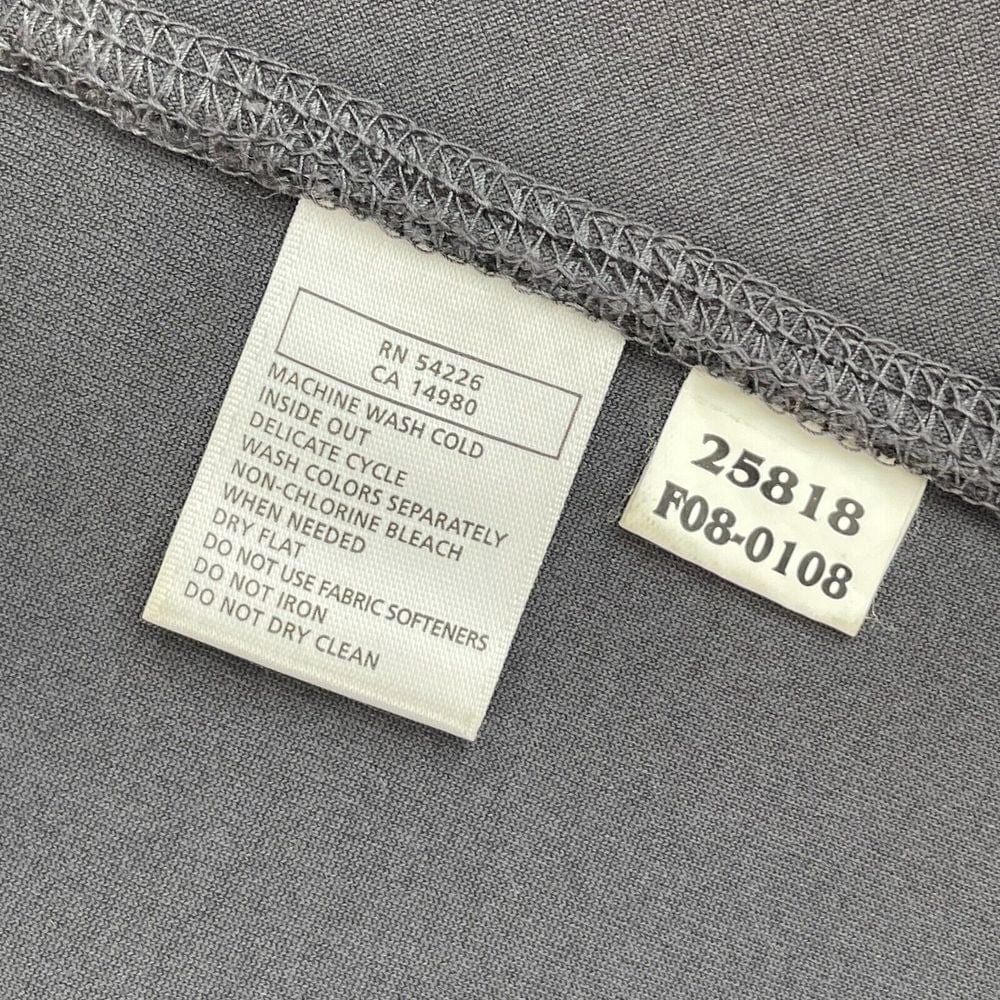 RN 54226
CA 14980
MACHINE WASH COLD
INSIDE OUT
DELICATE CYCLE
WASH COLORS SEPARATELY
NON-CHLORINE BLEACH
WHEN NEEDED
DRY FLAT
DO NOT USE FABRIC SOFTENERS
DO NOT IRON
DO NOT DRY CLEAN
25818
F08-0108